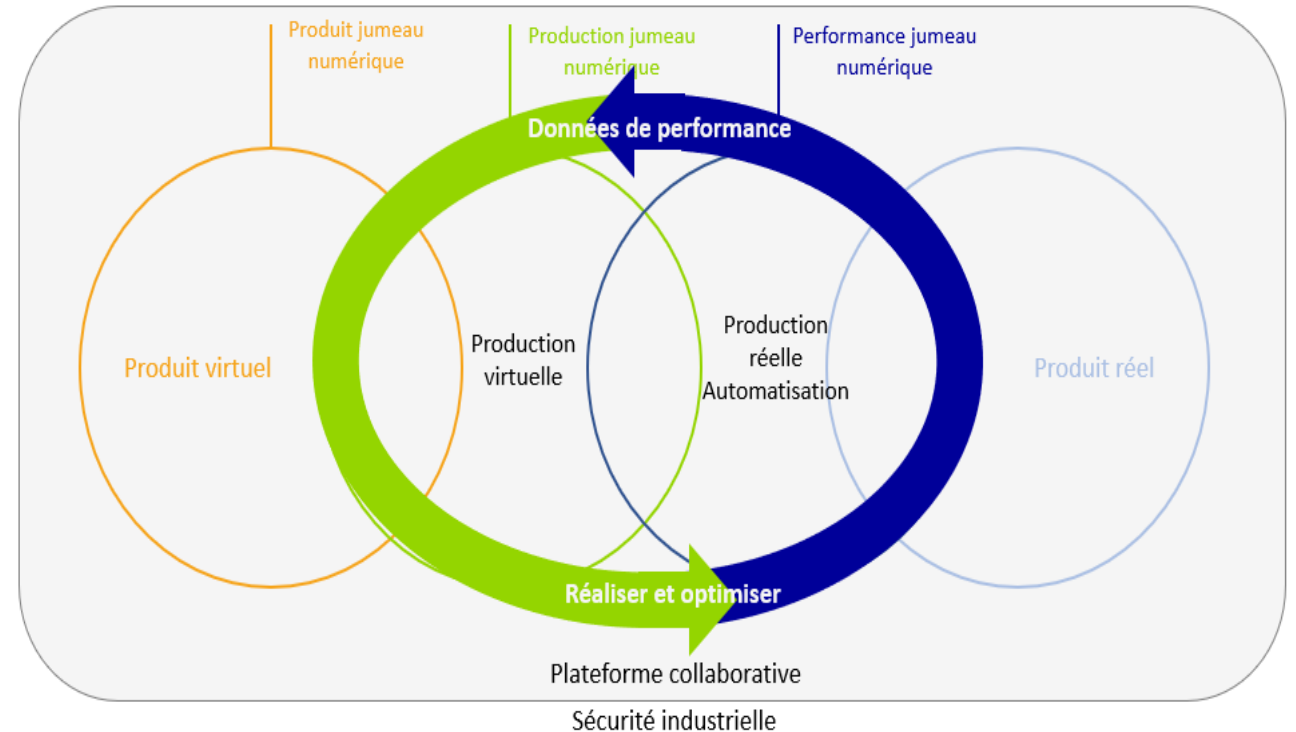 Produit jumeau
numérique
Production jumeau
numérique
Performance jumeau
numérique
Données de performance
Produit virtuel
Production
virtuelle
Production
réelle
Automatisation
Produit réel
Réaliser et optimiser
Plateforme collaborative
Sécurité industrielle